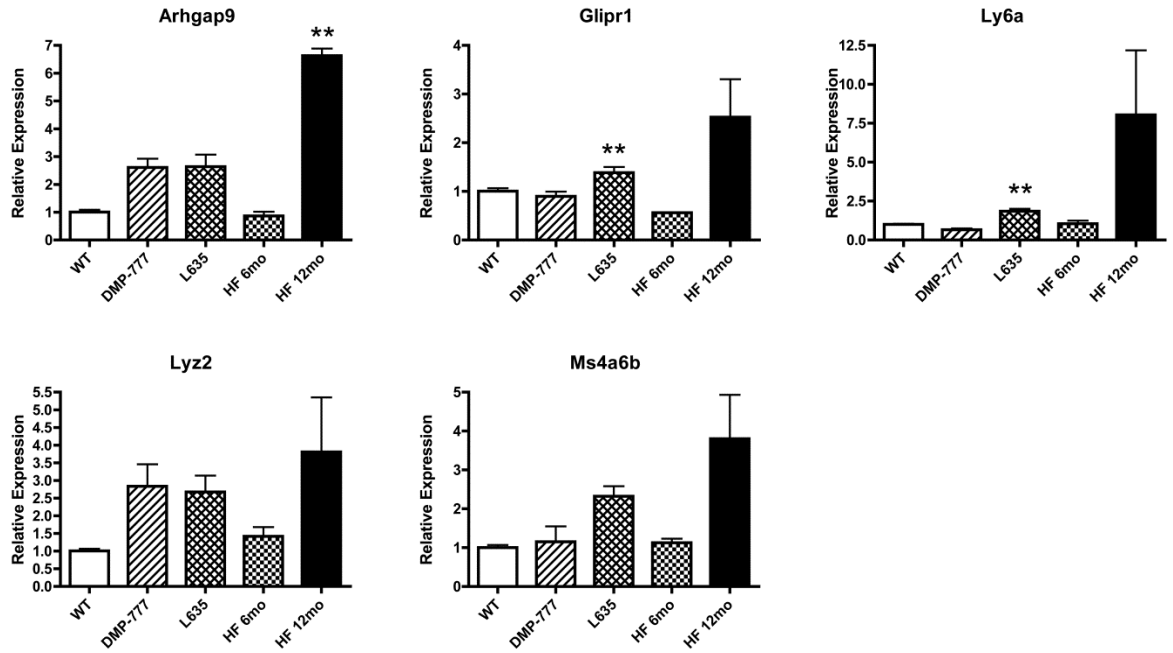 Arhgap9
Relative Expression
7
6
5
4
3
2
1
0
**
WT
DMP-777
L635
HF 6mo
HF 12mo
Glipr1
Relative Expression
4
3
2
1
0
**
WT
DMP-777
L635
HF 6mo
HF 12mo
Ly6a
Relative Expression
12.5
10.0
7.5
5.0
2.5
0.0
**
WT
DMP-777
L635
HF 6mo
HF 12mo
Lyz2
Relative Expression
5.5
5.0
4.5
4.0
3.5
3.0
2.5
2.0
1.5
1.0
0.5
0.0
WT
DMP-777
L635
HF 6mo
HF 12mo
Ms4a6b
Relative Expression
5
4
3
2
1
0
WT
DMP-777
L635
HF 6mo
HF 12mo